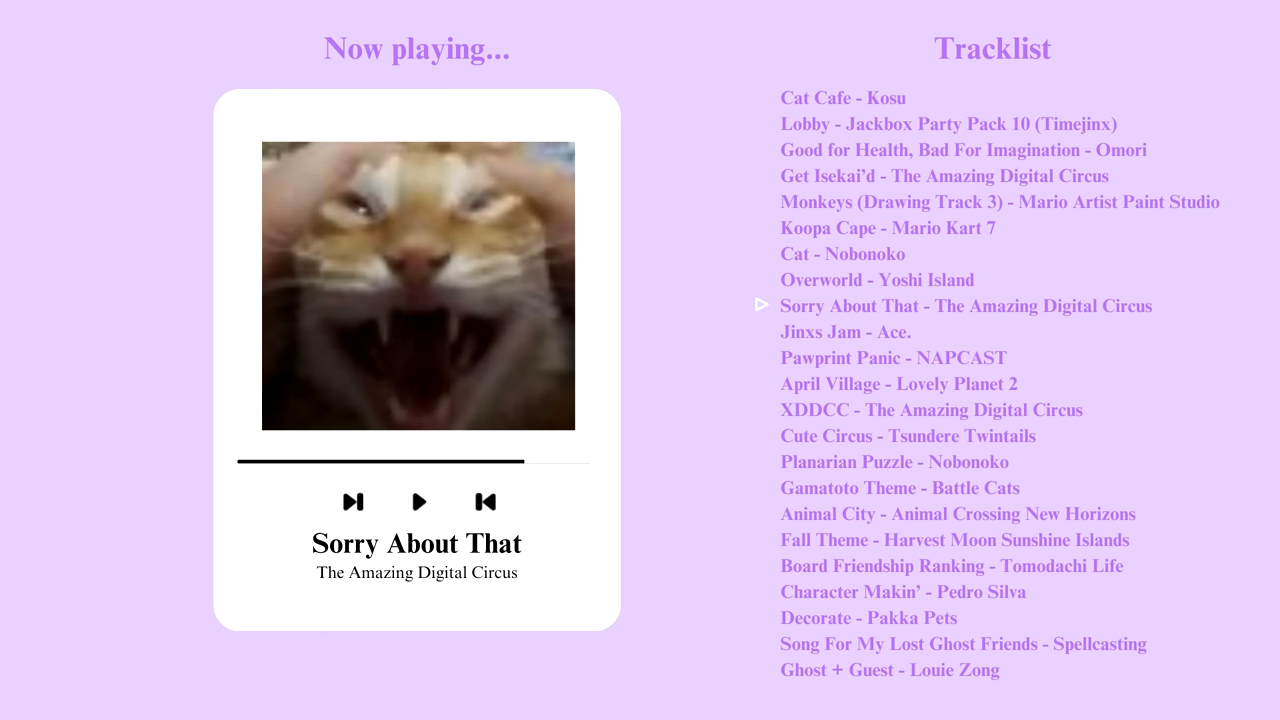 Now playing...
Sorry About That
The Amazing Digital Circus
Tracklist
Cat Cafe - Kosu
Lobby - Jackbox Party Pack 10 (Timejinx)
Good for Health, Bad For Imagination - Omori
Get Isekai’d - The Amazing Digital Circus
Monkeys (Drawing Track 3) - Mario Artist Paint Studio
Koopa Cape - Mario Kart 7
Cat - Nobonoko
Overworld - Yoshi Island
Sorry About That - The Amazing Digital Circus
Jinxs Jam - Ace.
Pawprint Panic - NAPCAST
April Village - Lovely Planet 2
XDDCC - The Amazing Digital Circus
Cute Circus - Tsundere Twintails
Planarian Puzzle - Nobonoko
Gamatoto Theme - Battle Cats
Animal City - Animal Crossing New Horizons
Fall Theme - Harvest Moon Sunshine Islands
Board Friendship Ranking - Tomodachi Life
Character Makin’ - Pedro Silva
Decorate - Pakka Pets
Song For My Lost Ghost Friends - Spellcasting
Ghost + Guest - Louie Zong